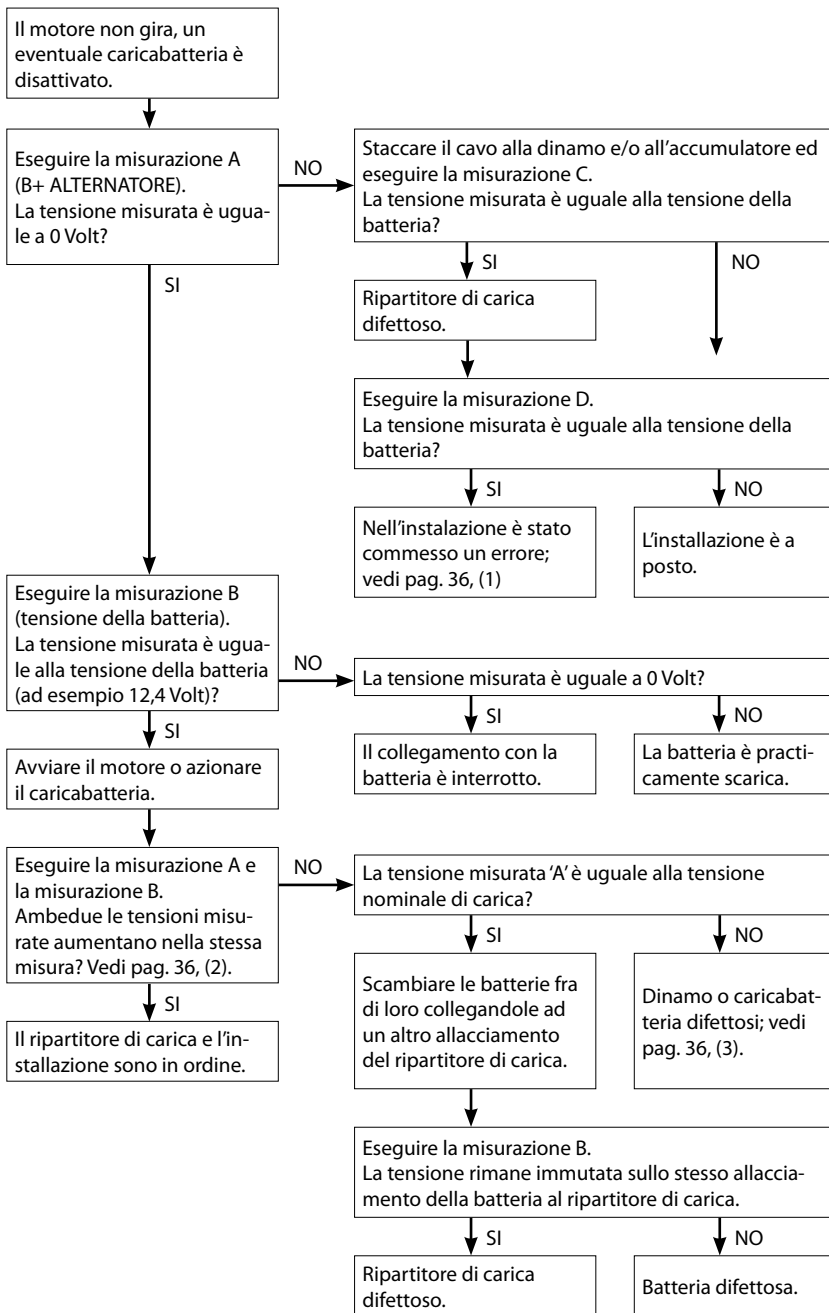 Il motore non gira, un
eventuale caricabatteria è
disattivato.
Eseguire la misurazione A
(B+ ALTERNATORE).
La tensione misurata è ugua-
le a 0 Volt?
NO
Staccare il cavo alla dinamo e/o all'accumulatore ed
eseguire la misurazione C.
La tensione misurata è uguale alla tensione della
batteria?
SI
SI
NO
Ripartitore di carica
difettoso.
Eseguire la misurazione D.
La tensione misurata è uguale alla tensione della
batteria?
SI
NO
Nell'instalazione è stato
commesso un errore;
vedi pag. 36, (1)
L'installazione è a
posto.
Eseguire la misurazione B
(tensione della batteria).
La tensione misurata è ugua-
le alla tensione della batteria
(ad esempio 12,4 Volt)?
NO
La tensione misurata è uguale a 0 Volt?
SI
SI
NO
Il collegamento con la
batteria è interrotto.
La batteria è practi-
camente scarica.
Avviare il motore o azionare
il caricabatteria.
Eseguire la misurazione A e
la misurazione B.
Ambedue le tensioni misu-
rate aumentano nella stessa
misura? Vedi pag. 36, (2).
NO
La tensione misurata 'A' è uguale alla tensione
nominale di carica?
SI
SI
NO
Il ripartitore di carica e l'in-
stallazione sono in ordine.
Scambiare le batterie fra
di loro collegandole ad
un altro allacciamento
del ripartitore di carica.
Dinamo o caricabat-
teria difettosi; vedi
pag. 36, (3).
Eseguire la misurazione B.
La tensione rimane immutata sullo stesso allaccia-
mento della batteria al ripartitore di carica.
SI
NO
Ripartitore di carica
difettoso.
Batteria difettosa.